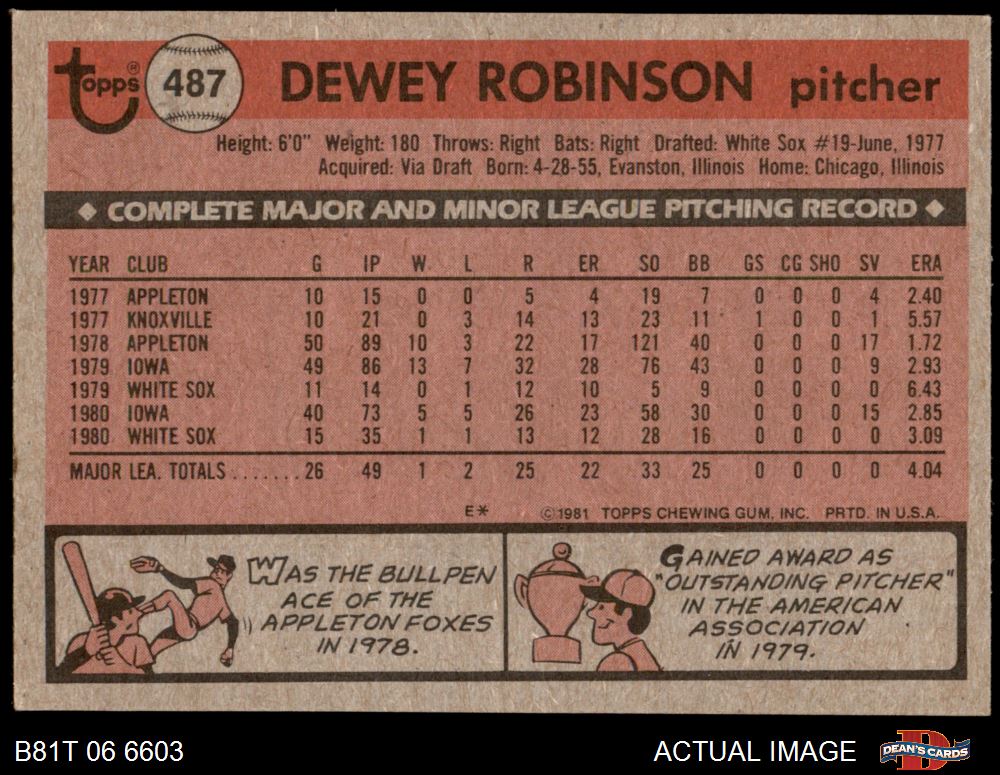 Topps® 487 DEWEY ROBINSON pitcher
Height: 6'0" Weight: 180 Throws: Right Bats: Right Drafted: White Sox #19-June, 1977
Acquired: Via Draft Born: 4-28-55, Evanston, Illinois Home: Chicago, Illinois
◆ COMPLETE MAJOR AND MINOR LEAGUE PITCHING RECORD ◆
YEAR CLUB G IP W L R ER SO BB GS CG SHO SV ERA
1977 APPLETON 10 15 0 0 5 4 19 7 0 0 0 4 2.40
1977 KNOXVILLE 10 21 0 3 14 13 23 11 1 0 0 1 5.57
1978 APPLETON 50 89 10 3 22 17 121 40 0 0 0 17 1.72
1979 IOWA 49 86 13 7 32 28 76 43 0 0 0 9 2.93
1979 WHITE SOX 11 14 0 1 12 10 5 9 0 0 0 0 6.43
1980 IOWA 40 73 5 5 26 23 58 30 0 0 0 15 2.85
1980 WHITE SOX 15 35 1 1 13 12 28 16 0 0 0 0 3.09
MAJOR LEA. TOTALS ....... 26 49 1 2 25 22 33 25 0 0 0 0 4.04
E* ©1981 TOPPS CHEWING GUM, INC. PRTD. IN U.S.A.
WAS THE BULLPEN
ACE OF THE
APPLETON FOXES
IN 1978.
GAINED AWARD AS
"OUTSTANDING PITCHER"
IN THE AMERICAN
ASSOCIATION
IN 1979.
B81T 06 6603 ACTUAL IMAGE DEAN'S CARDS